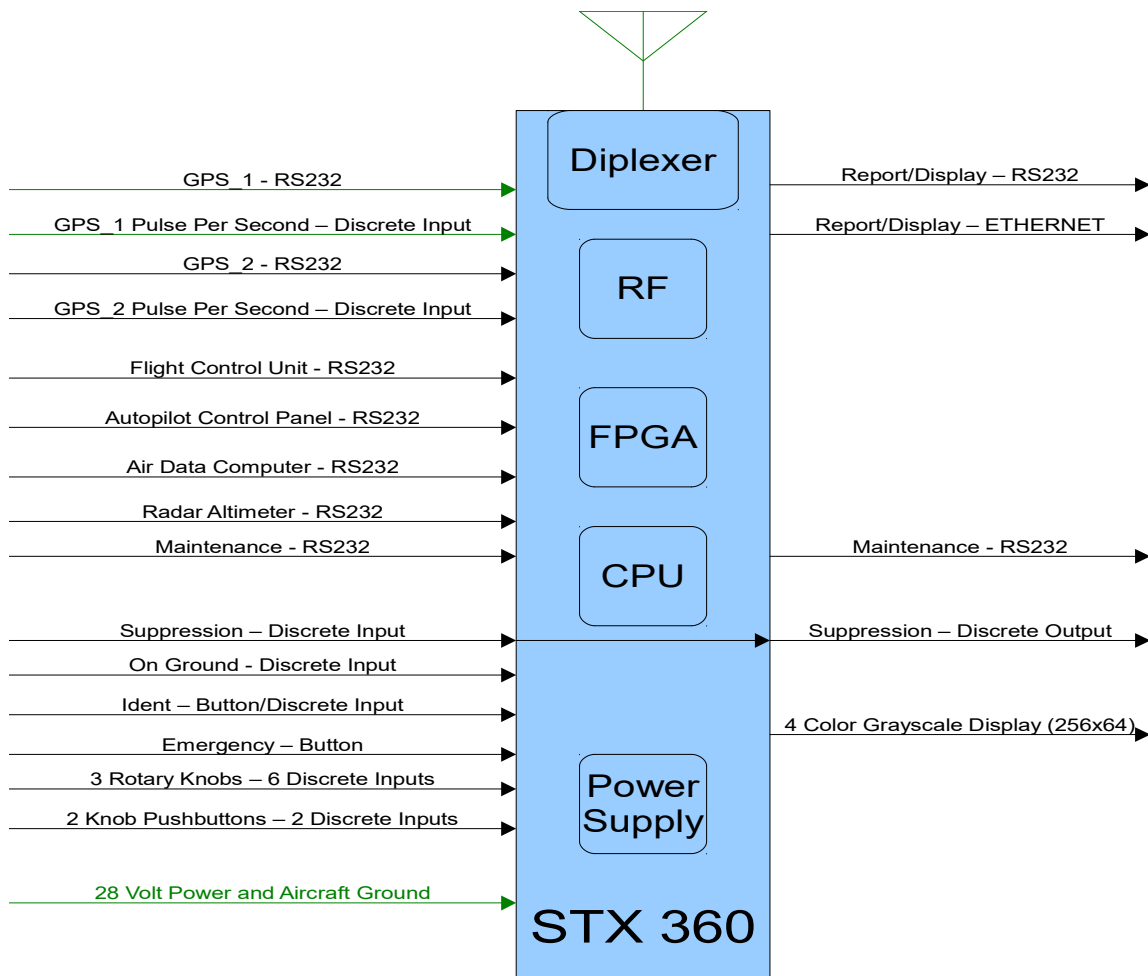 Diplexer
GPS_1 - RS232
Report/Display – RS232
GPS_1 Pulse Per Second – Discrete Input
Report/Display – ETHERNET
GPS_2 - RS232
RF
GPS_2 Pulse Per Second – Discrete Input
Flight Control Unit - RS232
Autopilot Control Panel - RS232
FPGA
Air Data Computer - RS232
Radar Altimeter - RS232
Maintenance - RS232
Maintenance - RS232
CPU
Suppression – Discrete Input
Suppression – Discrete Output
On Ground - Discrete Input
Ident – Button/Discrete Input
4 Color Grayscale Display (256x64)
Emergency – Button
3 Rotary Knobs – 6 Discrete Inputs
Power
Supply
2 Knob Pushbuttons – 2 Discrete Inputs
28 Volt Power and Aircraft Ground
STX 360